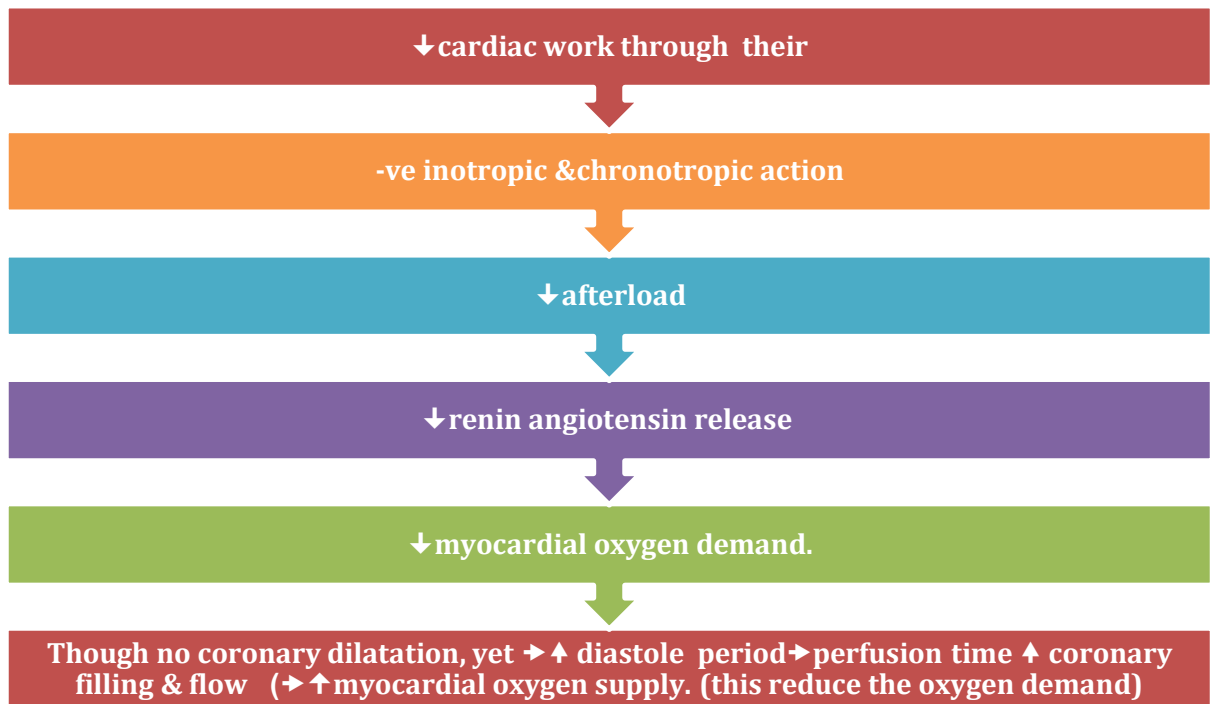 ↓cardiac work through their
-ve inotropic &chronotropic action
↓afterload
↓renin angiotensin release
↓myocardial oxygen demand.
Though no coronary dilatation, yet →↑ diastole period→perfusion time ↑ coronary
filling & flow (→↑myocardial oxygen supply. (this reduce the oxygen demand)